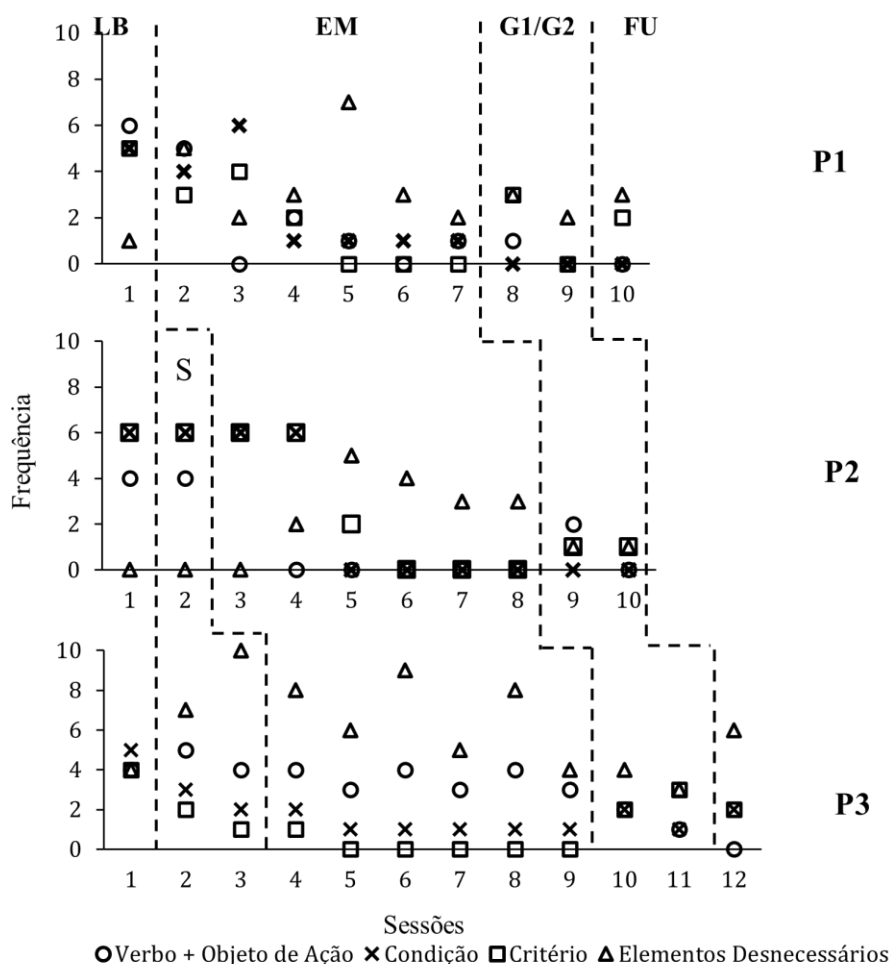 LB EM G1/G2 FU
10
8
6
4
2
0
1 2 3 4 5 6 7 8 9 10
P1
S
10
8
6
4
2
0
1 2 3 4 5 6 7 8 9 10
P2
Frequência
10
8
6
4
2
0
1 2 3 4 5 6 7 8 9 10 11 12
P3
Sessões
Verbo + Objeto de Ação Condição Critério Elementos Desnecessários